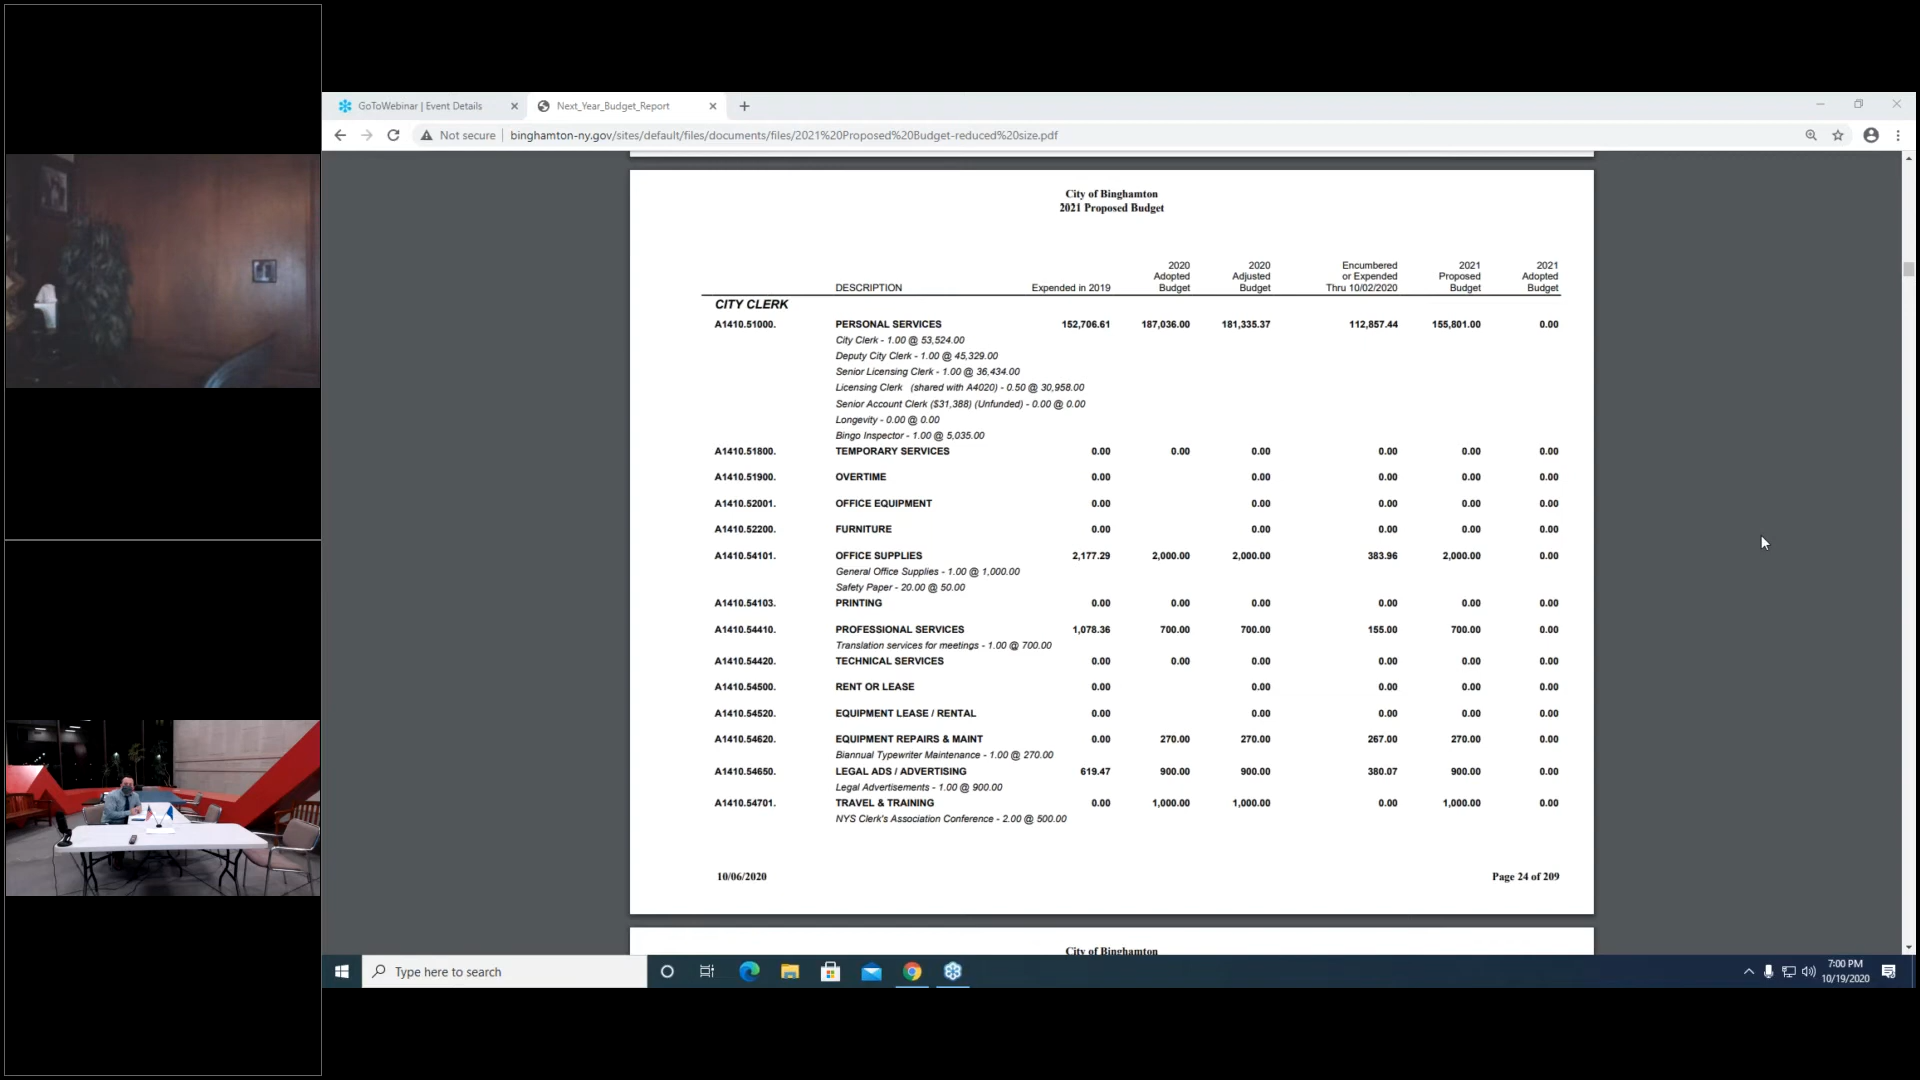 GoToWebinar | Event Details
Next_Year_Budget_Report
Not secure
binghamton-ny.gov/sites/default/files/documents/files/2021%20Proposed%20Budget-reduced%20size.pdf
City of Binghamton
2021 Proposed Budget
2020 2020 Encumbered 2021 2021
Adopted Adjusted or Expended Proposed Adopted
DESCRIPTION Expended in 2019 Budget Budget Thru 10/02/2020 Budget Budget
CITY CLERK
A1410.51000. PERSONAL SERVICES 152,706.61 187,036.00 181,335.37 112,857.44 155,801.00 0.00
City Clerk - 1.00 @ 53,524.00
Deputy City Clerk - 1.00 @ 45,329.00
Senior Licensing Clerk - 1.00 @ 36,434.00
Licensing Clerk (shared with A4020) - 0.50 @ 30,958.00
Senior Account Clerk ($31,388) (Unfunded) - 0.00 @ 0.00
Longevity - 0.00 @ 0.00
Bingo Inspector - 1.00 @ 5,035.00
A1410.51800. TEMPORARY SERVICES 0.00 0.00 0.00 0.00 0.00 0.00
A1410.51900. OVERTIME 0.00 0.00 0.00 0.00 0.00
A1410.52001. OFFICE EQUIPMENT 0.00 0.00 0.00 0.00 0.00
A1410.52200. FURNITURE 0.00 0.00 0.00 0.00 0.00
A1410.54101. OFFICE SUPPLIES 2,177.29 2,000.00 2,000.00 383.96 2,000.00 0.00
General Office Supplies - 1.00 @ 1,000.00
Safety Paper - 20.00 @ 50.00
A1410.54103. PRINTING 0.00 0.00 0.00 0.00 0.00 0.00
A1410.54410. PROFESSIONAL SERVICES 1,078.36 700.00 700.00 155.00 700.00 0.00
Translation services for meetings - 1.00 @ 700.00
A1410.54420. TECHNICAL SERVICES 0.00 0.00 0.00 0.00 0.00 0.00
A1410.54500. RENT OR LEASE 0.00 0.00 0.00 0.00 0.00
A1410.54520. EQUIPMENT LEASE / RENTAL 0.00 0.00 0.00 0.00 0.00
A1410.54620. EQUIPMENT REPAIRS & MAINT 0.00 270.00 270.00 267.00 270.00 0.00
Biannual Typewriter Maintenance - 1.00 @ 270.00
A1410.54650. LEGAL ADS / ADVERTISING 619.47 900.00 900.00 380.07 900.00 0.00
Legal Advertisements - 1.00 @ 900.00
A1410.54701. TRAVEL & TRAINING 0.00 1,000.00 1,000.00 0.00 1,000.00 0.00
NYS Clerk's Association Conference - 2.00 @ 500.00
10/06/2020 Page 24 of 209
City of Binghamton
Type here to search
7:00 PM
10/19/2020